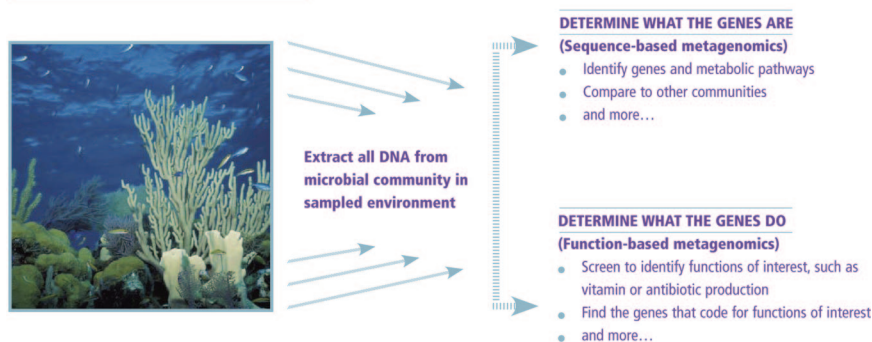 DETERMINE WHAT THE GENES ARE
(Sequence-based metagenomics)
● Identify genes and metabolic pathways
● Compare to other communities
● and more...
Extract all DNA from
microbial community in
sampled environment
DETERMINE WHAT THE GENES DO
(Function-based metagenomics)
● Screen to identify functions of interest, such as
vitamin or antibiotic production
● Find the genes that code for functions of interest
● and more...